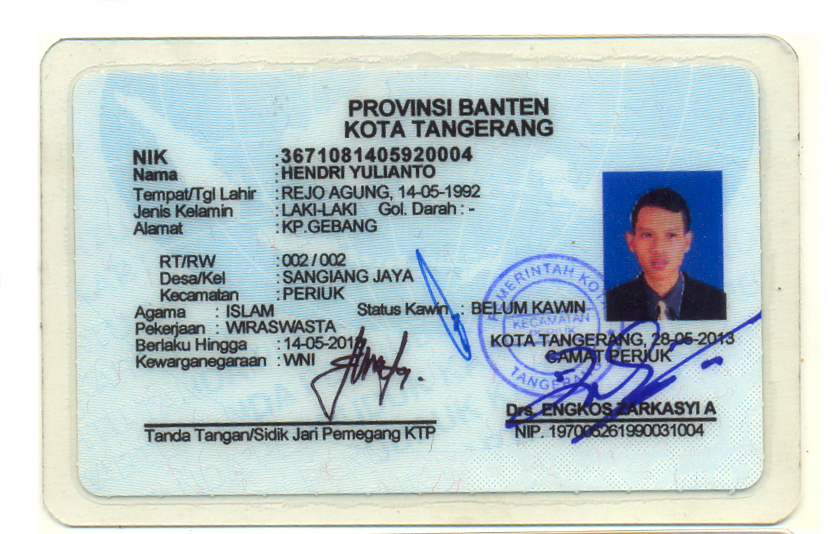 PROVINSI BANTEN
KOTA TANGERANG
NIK : 3671081405920004
Nama : HENDRI YULIANTO
Tempat/Tgl Lahir : REJO AGUNG, 14-05-1992
Jenis Kelamin : LAKI-LAKI Gol. Darah : -
Alamat : KP.GEBANG
RT/RW : 002 / 002
Desa/Kel : SANGIANG JAYA
Kecamatan : PERIUK
Agama : ISLAM Status Kawin : BELUM KAWIN
Pekerjaan : WIRASWASTA
Berlaku Hingga : 14-05-
Kewarganegaraan : WNI
PEMERINTAH KOTA
KECAMATAN
PERIUK
TANGERANG
KOTA TANGERANG, 28-05-2013
CAMAT PERIUK
Drs. ENGKOS ZARKASYI A
NIP. 
Tanda Tangan/Sidik Jari Pemegang KTP